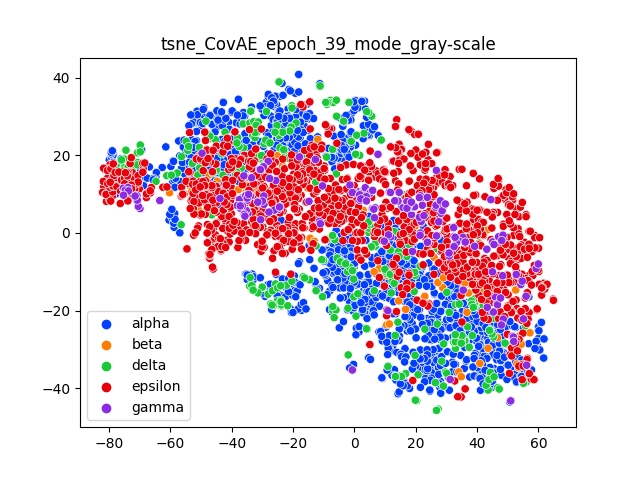 tsne_CovAE_epoch_39_mode_gray-scale
40
20
0
−20
−40
alpha
beta
delta
epsilon
gamma
−80 −60 −40 −20 0 20 40 60